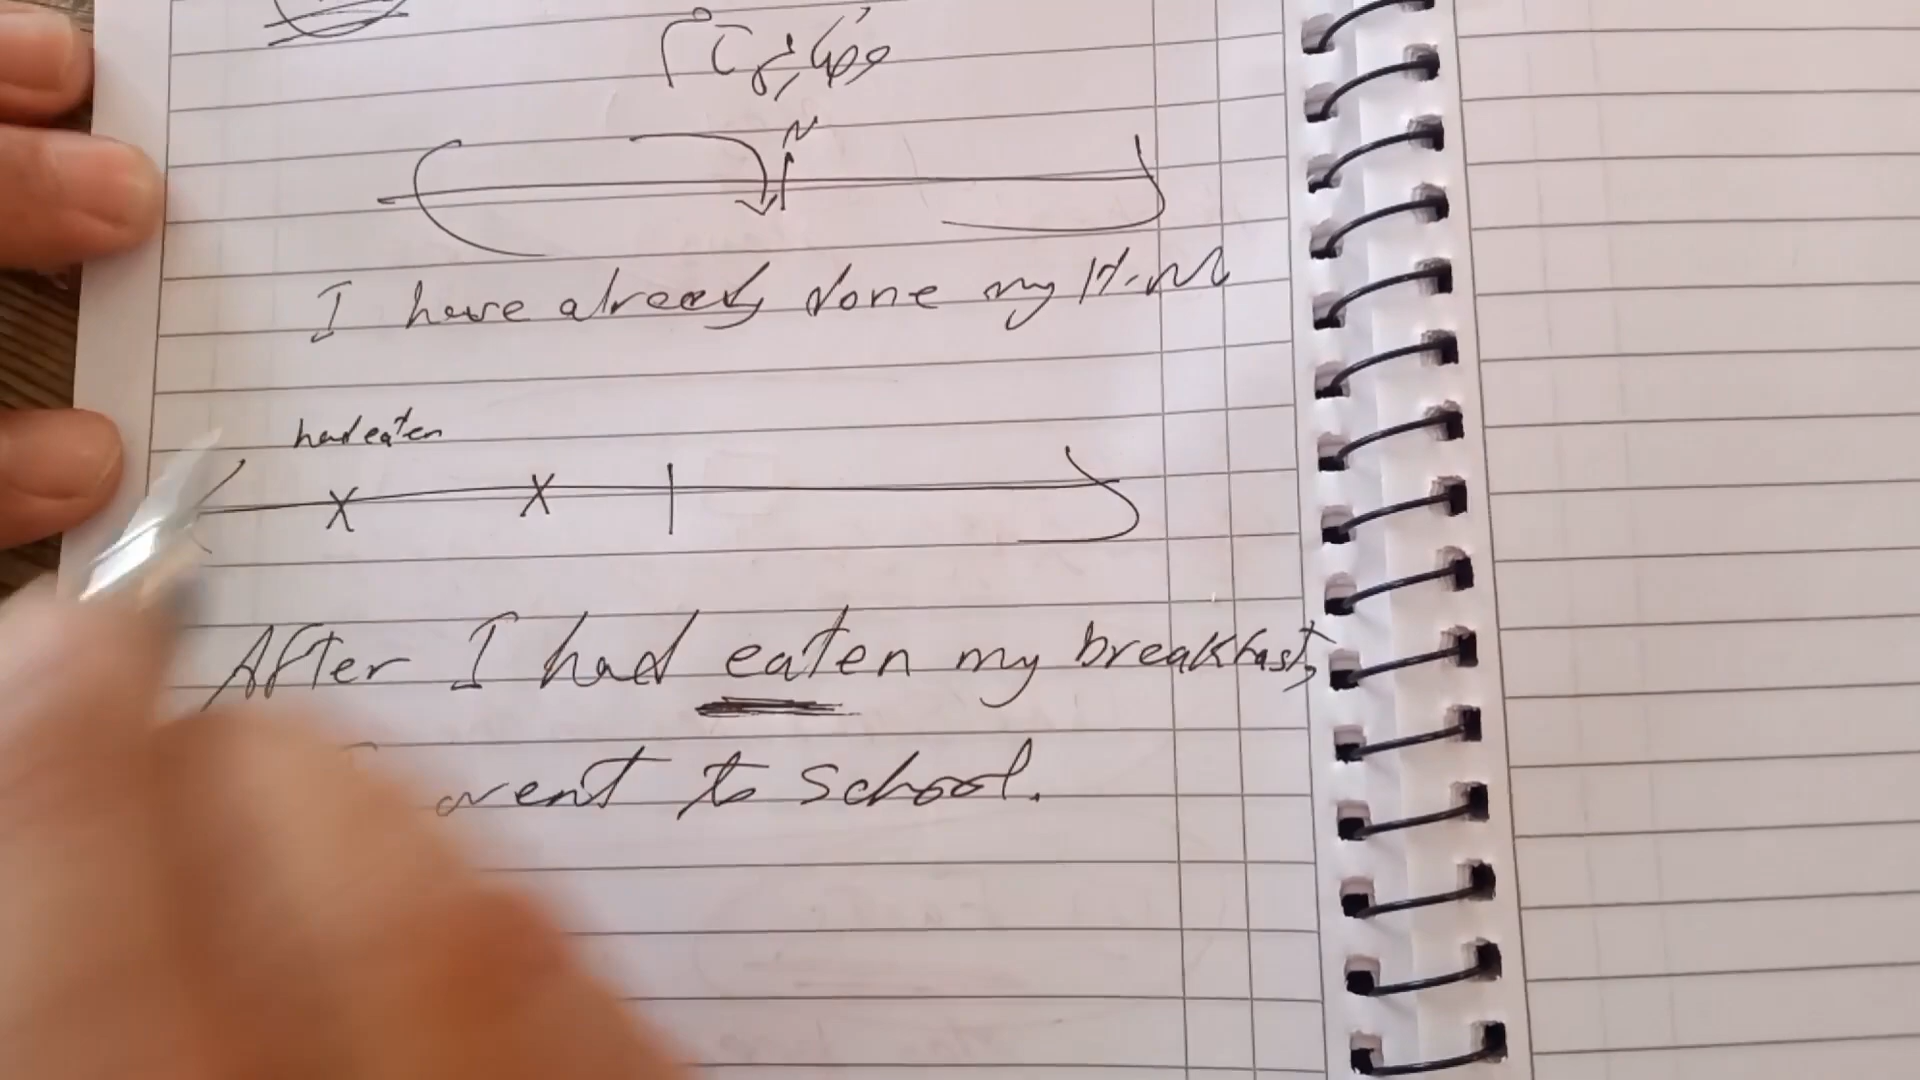 N
I have already done my H.W
had eaten
After I had eaten my breakfast,
went to school.